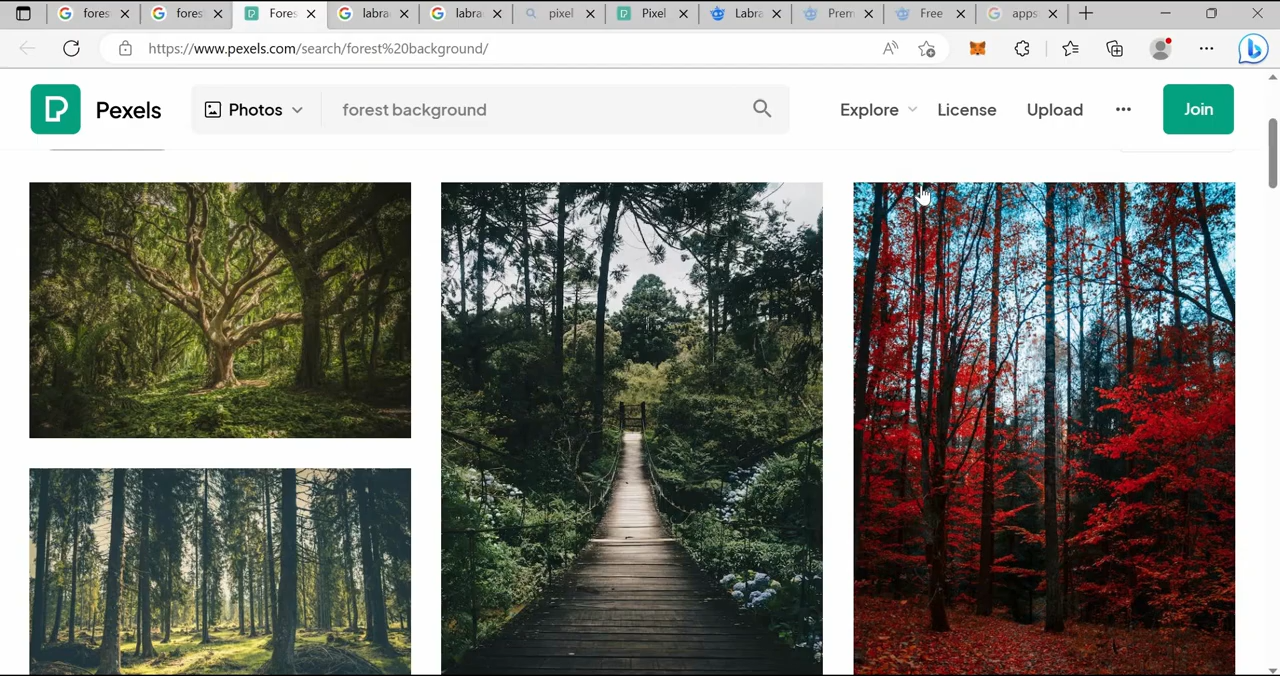 fores
fores
Fores
labra
labra
pixel
Pixel
Labra
Prem
Free
apps
https://www.pexels.com/search/forest%20background/
Pexels
Photos
forest background
Explore
License
Upload
Join